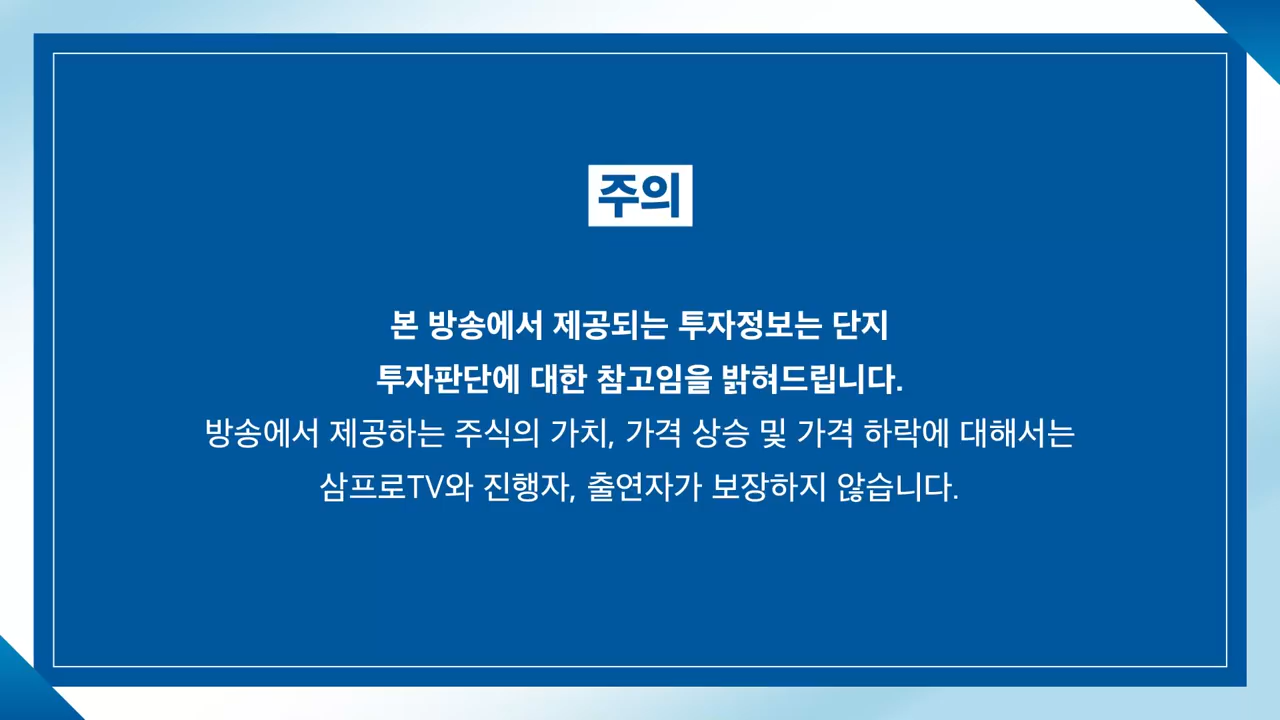 주의
본 방송에서 제공되는 투자정보는 단지
투자판단에 대한 참고임을 밝혀드립니다.
방송에서 제공하는 주식의 가치, 가격 상승 및 가격 하락에 대해서는
삼프로TV와 진행자, 출연자가 보장하지 않습니다.